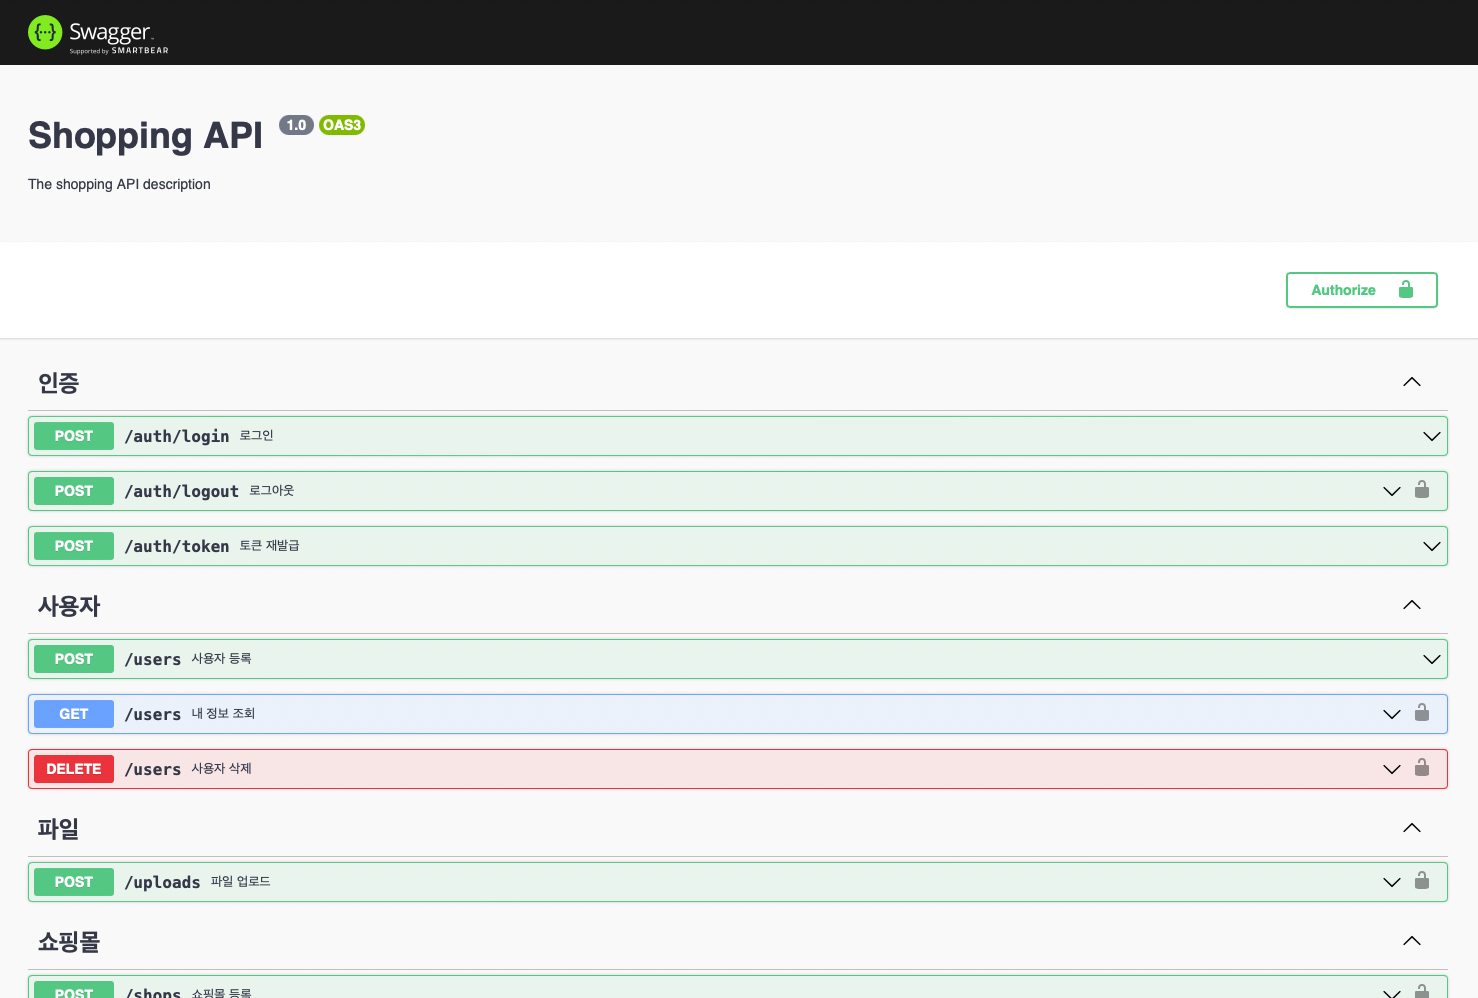 {···} Swagger
Supported by SMARTBEAR
Shopping API 1.0 OAS3
The shopping API description
Authorize
인증
POST /auth/login 로그인
POST /auth/logout 로그아웃
POST /auth/token 토큰 재발급
사용자
POST /users 사용자 등록
GET /users 내 정보 조회
DELETE /users 사용자 삭제
파일
POST /uploads 파일 업로드
쇼핑몰
POST /shops 쇼핑몰 등록